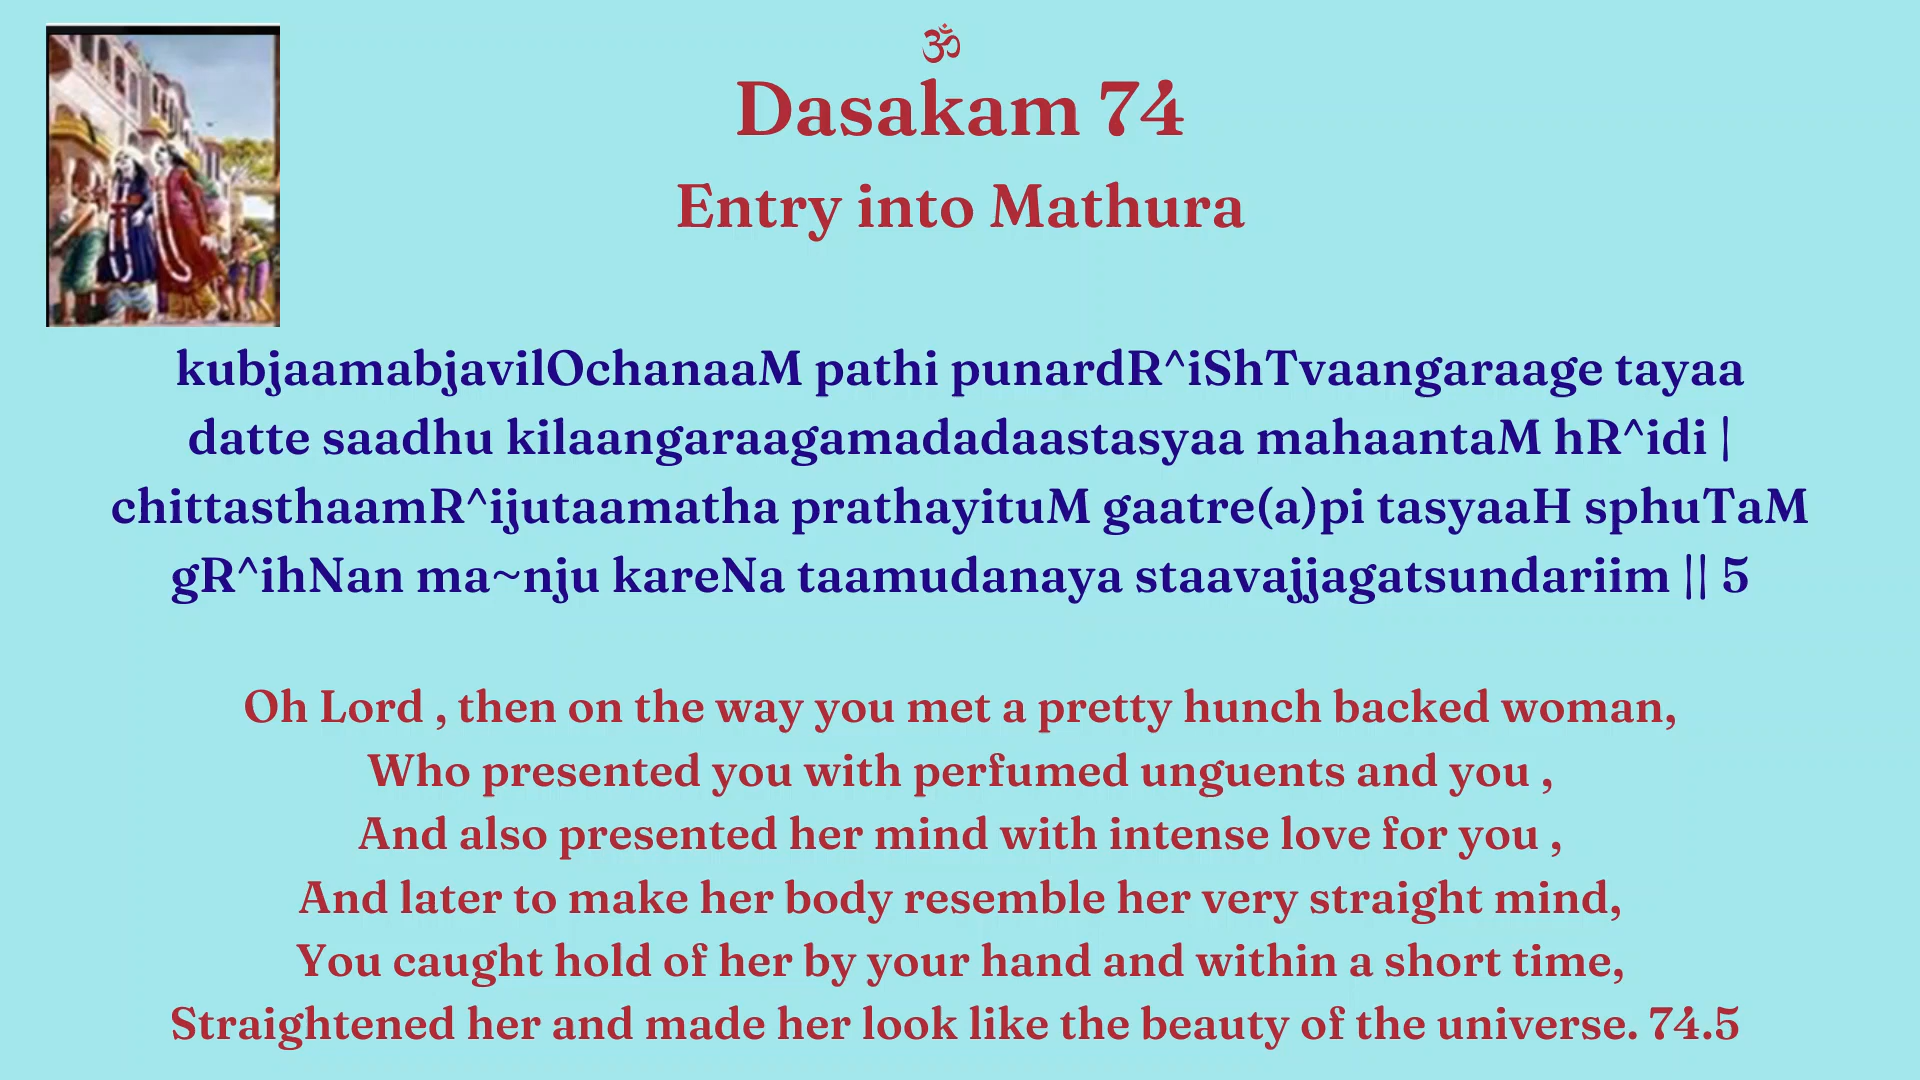 ॐ
Dasakam 74
Entry into Mathura
kubjaamabjavilOchanaaM pathi punardR^iShTvaangaraage tayaa
datte saadhu kilaangaraagamadadaastasyaa mahaantaM hR^idi |
chittasthaamR^ijutaamatha prathayituM gaatre(a)pi tasyaaH sphuTaM
gR^ihNan ma~nju kareNa taamudanaya staavajjagatsundariim || 5
Oh Lord , then on the way you met a pretty hunch backed woman,
Who presented you with perfumed unguents and you ,
And also presented her mind with intense love for you ,
And later to make her body resemble her very straight mind,
You caught hold of her by your hand and within a short time,
Straightened her and made her look like the beauty of the universe. 74.5